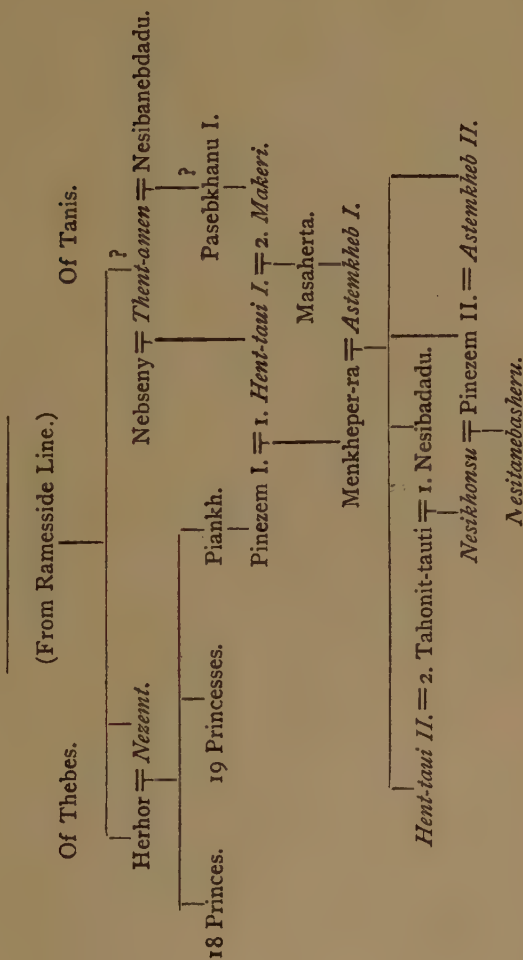 Of Thebes. Of Tanis.
(From Ramesside Line.)
?
Herhor = Nezemt. Nebseny = Thent-amen = Nesibanebdadu.
?
18 Princes. 19 Princesses. Piankh. Pasebkhanu I.
Pinezem I. = 1. Hent-taui I. = 2. Makeri.
Masaherta.
Menkheper-ra = Astemkheb I.
Hent-taui II. = 2. Tahonit-tauti = 1. Nesibadadu.
Nesikhonsu = Pinezem II. = Astemkheb II.
Nesitanebasheru.